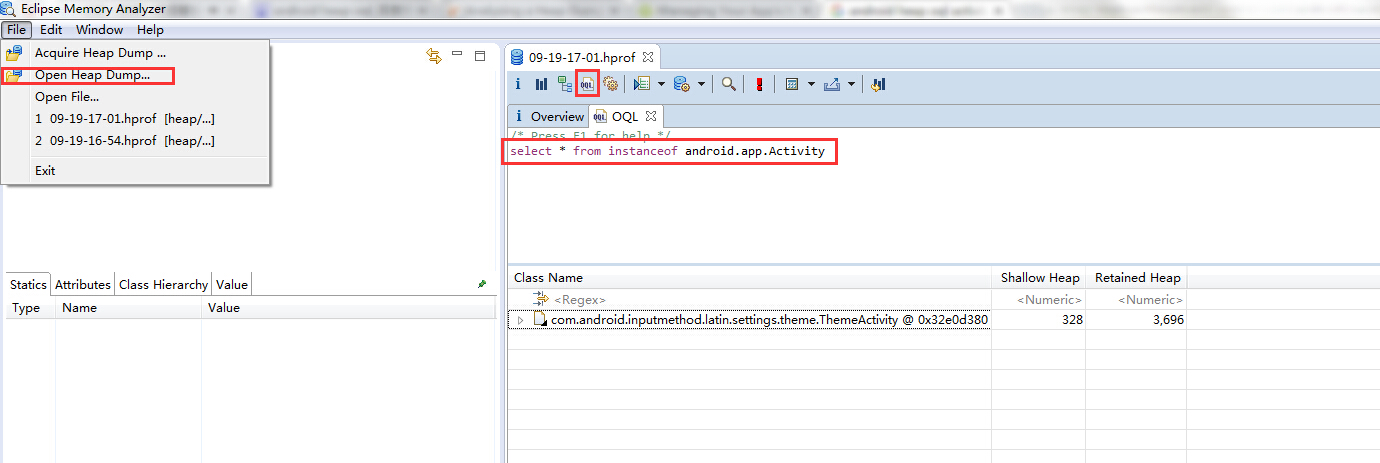 Eclipse Memory Analyzer
File Edit Window Help
Acquire Heap Dump ...
Open Heap Dump...
Open File...
1 09-19-17-01.hprof [heap/...]
2 09-19-16-54.hprof [heap/...]
Exit
Statics Attributes Class Hierarchy Value
Type Name Value
09-19-17-01.hprof
i OQL
i Overview OQL OQL
/* Press F1 for help */
select * from instanceof android.app.Activity
Class Name Shallow Heap Retained Heap
<Regex> <Numeric> <Numeric>
com.android.inputmethod.latin.settings.theme.ThemeActivity @ 0x32e0d380 328 3,696